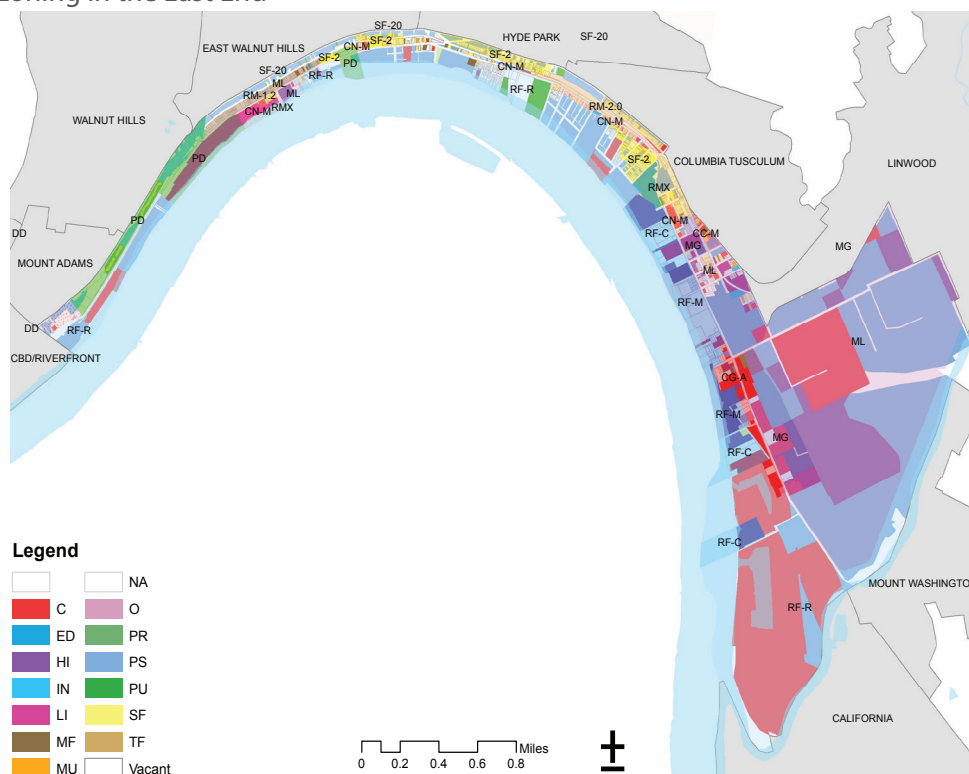 Zoning in the East End
SF-20
HYDE PARK
SF-20
EAST WALNUT HILLS
CN-M
SF-2
SF-2
SF-2
CN-M
PD
SF-20
RF-R
ML
RM-1.2
ML
RMX
CN-M
RF-R
WALNUT HILLS
RM-2.0
CN-M
PD
SF-2
COLUMBIA TUSCULUM
LINWOOD
RMX
PD
CN-M
DD
RF-C
CC-M
MG
MG
MOUNT ADAMS
ML
RF-M
DD
RF-R
ML
CBD/RIVERFRONT
CG-A
RF-M
MG
RF-C
RF-C
MOUNT WASHINGTO
RF-R
CALIFORNIA
Legend
NA
C
O
ED
PR
HI
PS
IN
PU
LI
SF
MF
TF
MU
Vacant
Miles
0 0.2 0.4 0.6 0.8